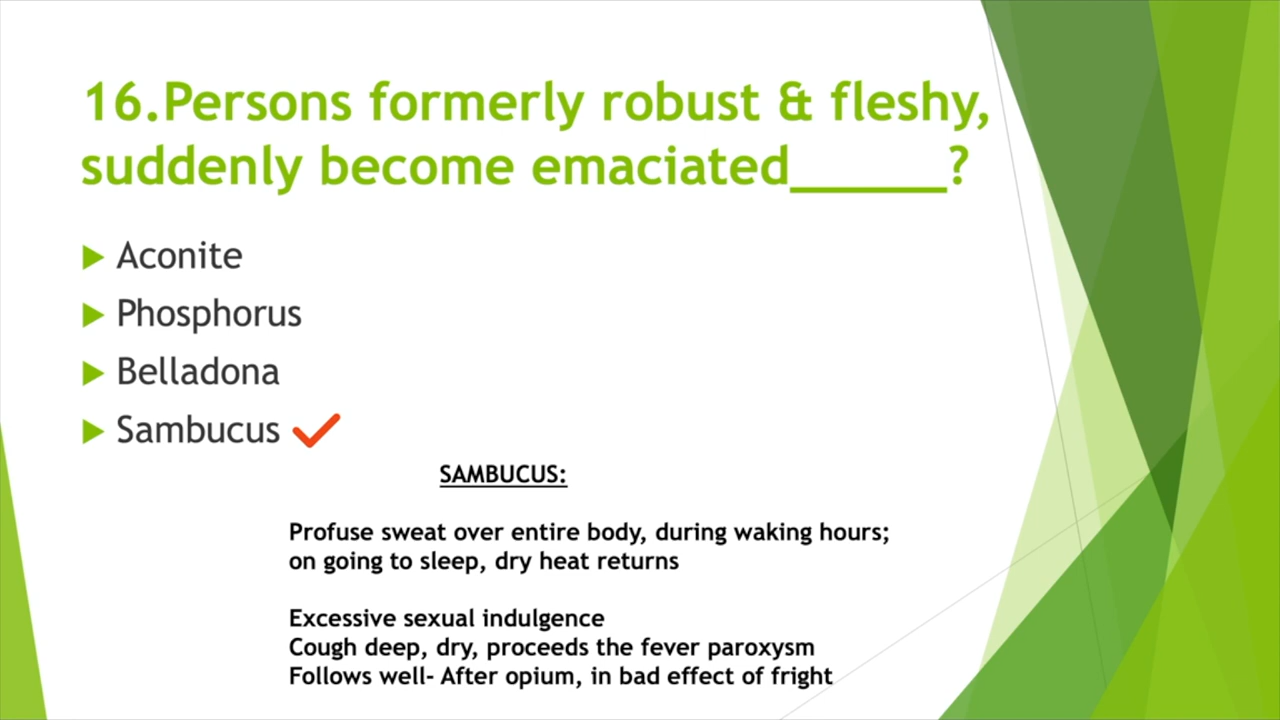 16.Persons formerly robust & fleshy,
suddenly become emaciated______?
Aconite
Phosphorus
Belladona
Sambucus
SAMBUCUS:
Profuse sweat over entire body, during waking hours;
on going to sleep, dry heat returns
Excessive sexual indulgence
Cough deep, dry, proceeds the fever paroxysm
Follows well- After opium, in bad effect of fright